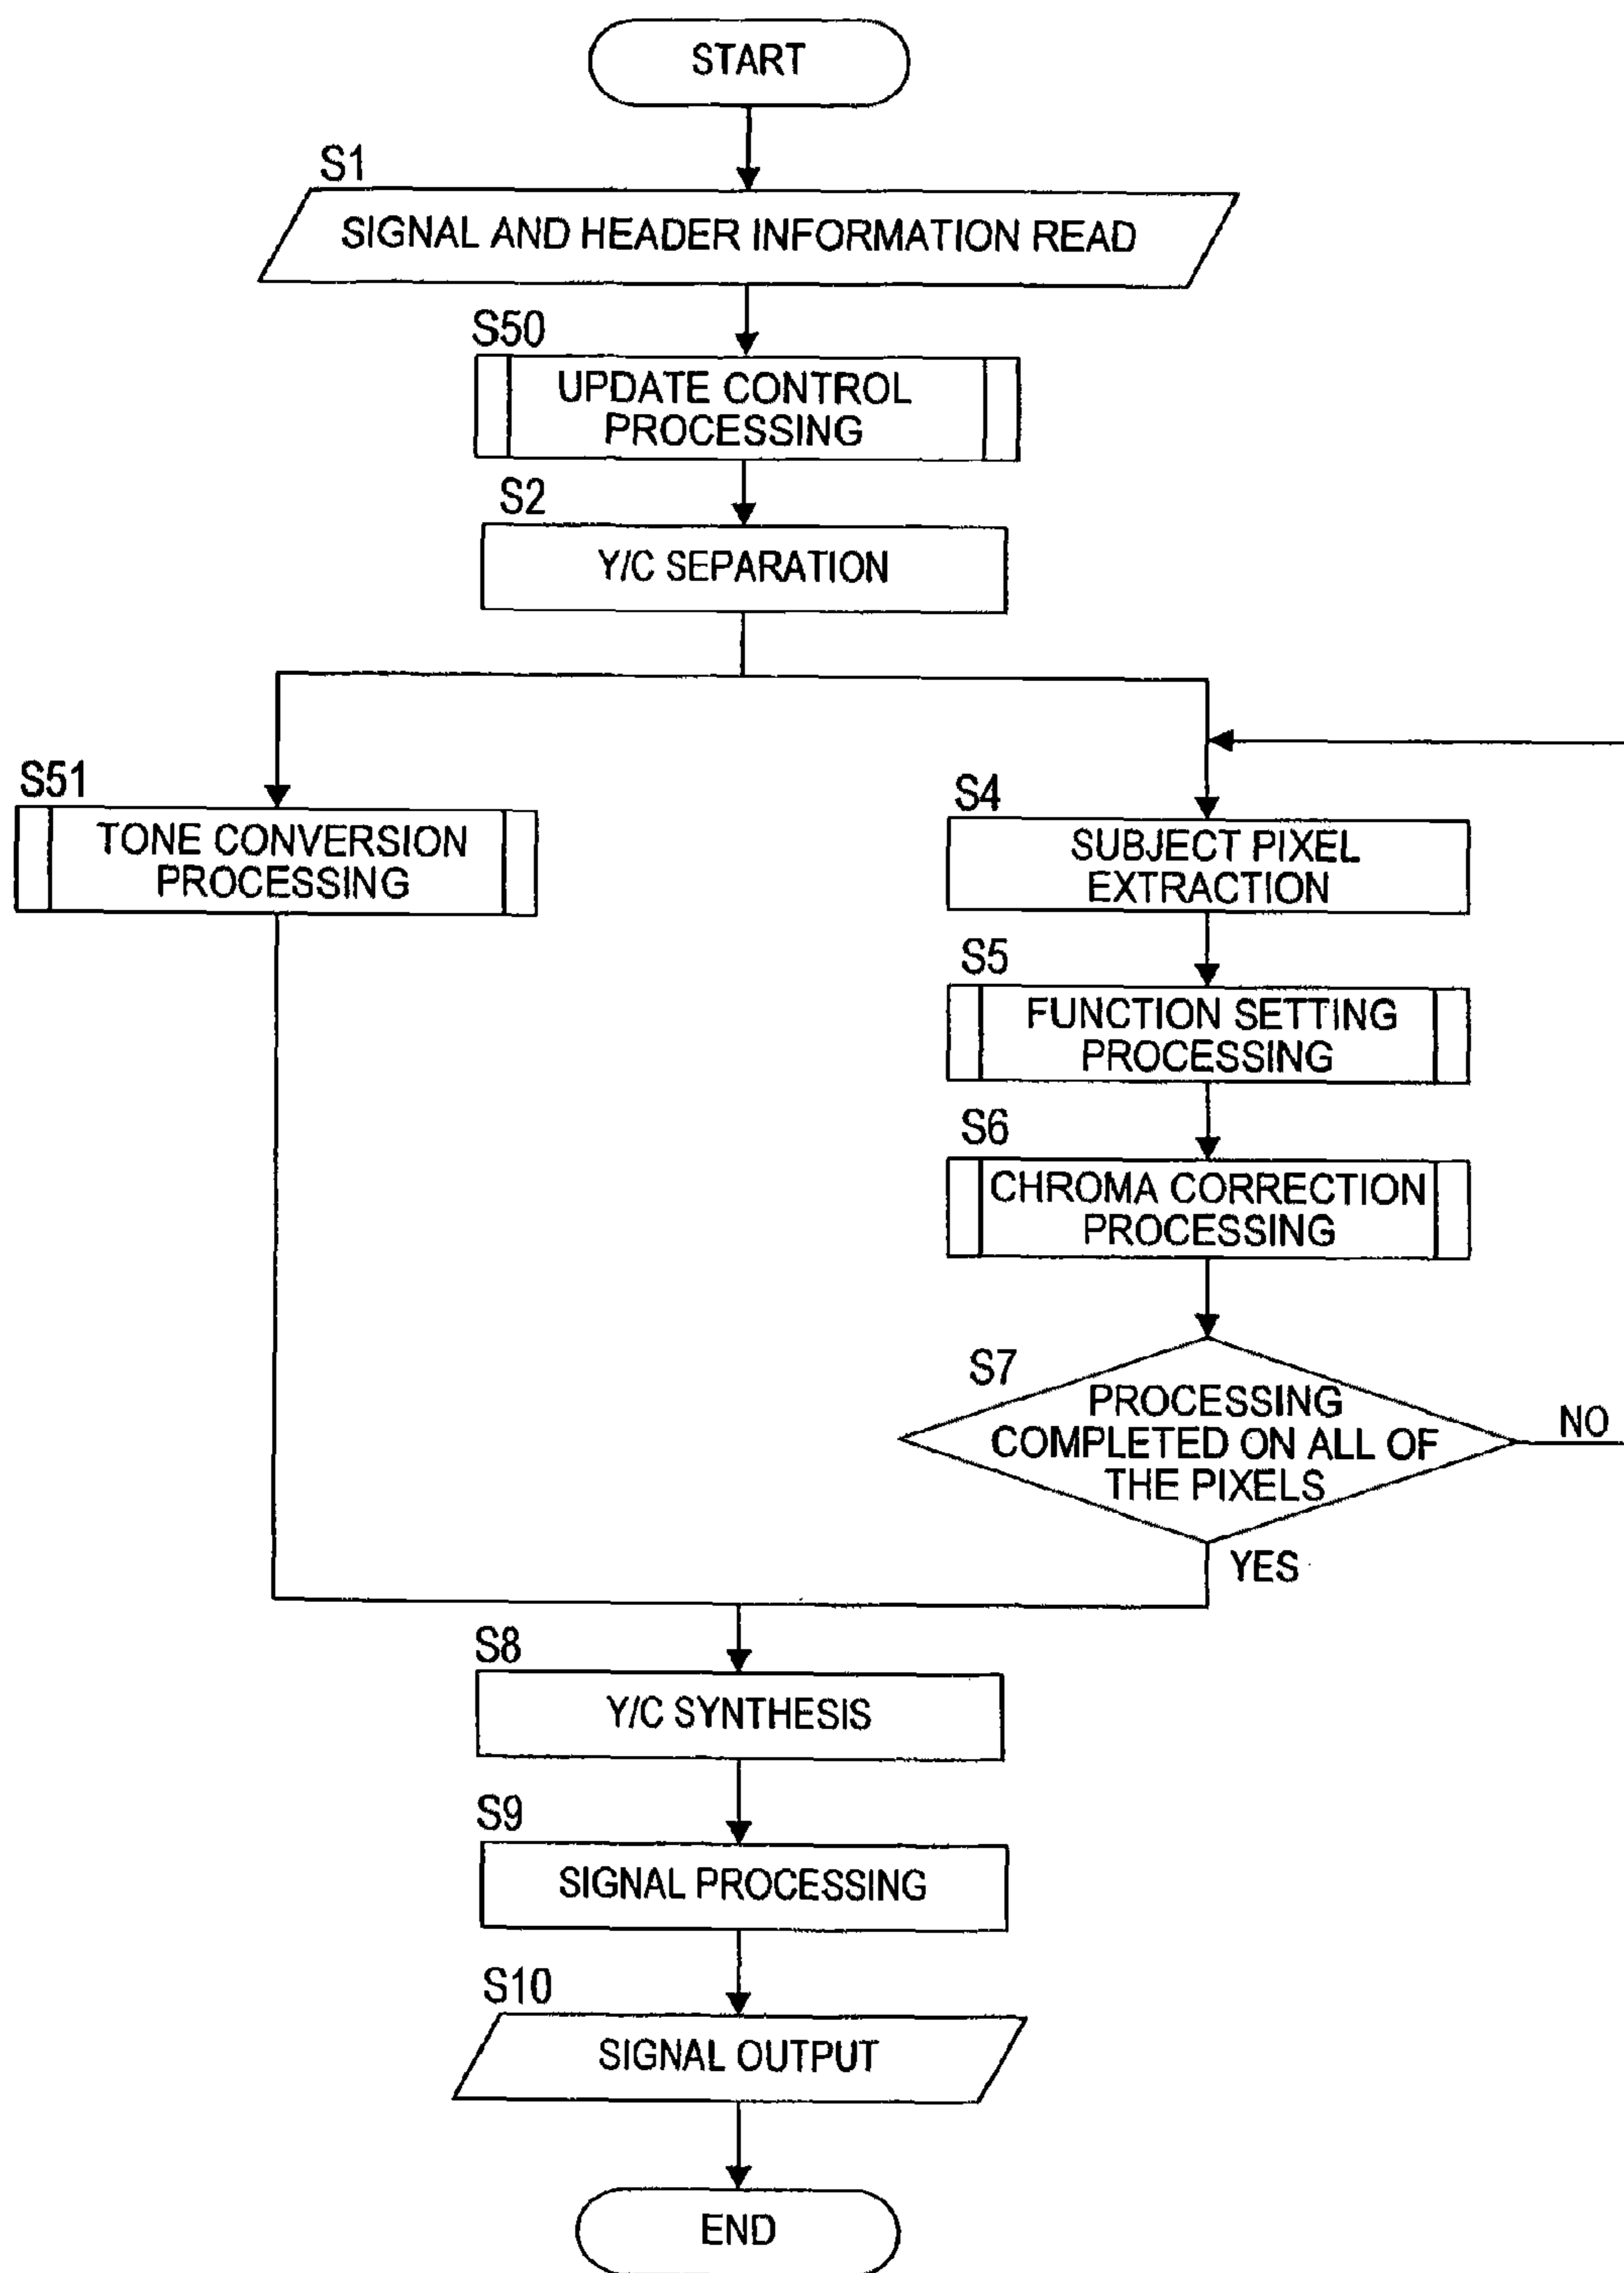 START
S1
SIGNAL AND HEADER INFORMATION READ
S50
UPDATE CONTROL
PROCESSING
S2
Y/C SEPARATION
S51
TONE CONVERSION
PROCESSING
S4
SUBJECT PIXEL
EXTRACTION
S5
FUNCTION SETTING
PROCESSING
S6
CHROMA CORRECTION
PROCESSING
S7
PROCESSING
COMPLETED ON ALL OF
THE PIXELS
NO
YES
S8
Y/C SYNTHESIS
S9
SIGNAL PROCESSING
S10
SIGNAL OUTPUT
END